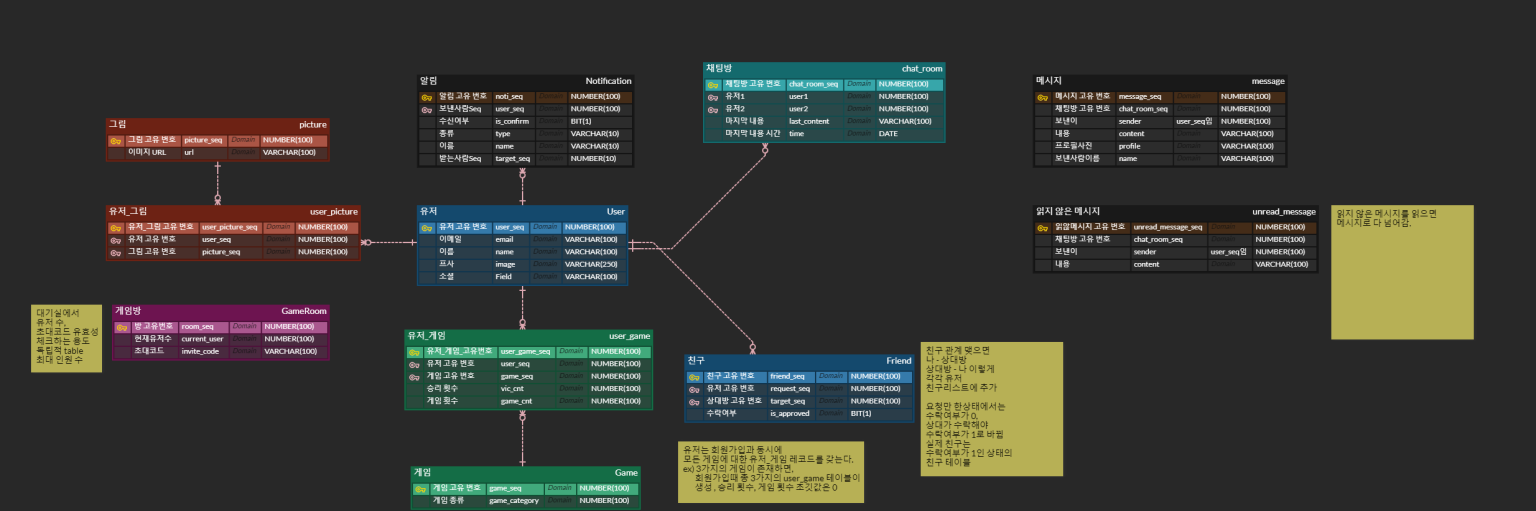 알림 Notification
알림 고유 번호 noti_seq Domain NUMBER(100)
보낸사람Seq user_seq Domain NUMBER(100)
수신여부 is_confirm Domain BIT(1)
종류 type Domain VARCHAR(10)
이름 name Domain VARCHAR(10)
받는사람Seq target_seq Domain NUMBER(10)
채팅방 chat_room
채팅방 고유 번호 chat_room_seq Domain NUMBER(100)
유저1 user1 Domain NUMBER(100)
유저2 user2 Domain NUMBER(100)
마지막 내용 last_content Domain VARCHAR(100)
마지막 내용 시간 time Domain DATE
메시지 message
메시지 고유 번호 message_seq Domain NUMBER(100)
채팅방 고유 번호 chat_room_seq Domain NUMBER(100)
보낸이 sender user_seq임 NUMBER(100)
내용 content Domain VARCHAR(100)
프로필사진 profile Domain VARCHAR(100)
보낸사람이름 name Domain VARCHAR(100)
그림 picture
그림 고유 번호 picture_seq Domain NUMBER(100)
이미지 URL url Domain VARCHAR(100)
유저_그림 user_picture
유저_그림 고유 번호 user_picture_seq Domain NUMBER(100)
유저 고유 번호 user_seq Domain NUMBER(100)
그림 고유 번호 picture_seq Domain NUMBER(100)
유저 User
유저 고유 번호 user_seq Domain NUMBER(100)
이메일 email Domain VARCHAR(100)
이름 name Domain VARCHAR(100)
프사 image Domain VARCHAR(250)
소셜 Field Domain VARCHAR(100)
읽지 않은 메시지 unread_message
읽않메시지 고유 번호 unread_message_seq Domain NUMBER(100)
채팅방 고유 번호 chat_room_seq Domain NUMBER(100)
보낸이 sender user_seq임 NUMBER(100)
내용 content Domain VARCHAR(100)
읽지 않은 메시지를 읽으면
메시지로 다 넘어감.
대기실에서
유저 수,
초대코드 유효성
체크하는 용도
독립적 table
최대 인원 수
게임방 GameRoom
방 고유번호 room_seq Domain NUMBER(100)
현재유저수 current_user Domain NUMBER(100)
초대코드 invite_code Domain VARCHAR(100)
유저_게임 user_game
유저_게임_고유번호 user_game_seq Domain NUMBER(100)
유저 고유 번호 user_seq Domain NUMBER(100)
게임 고유 번호 game_seq Domain NUMBER(100)
승리 횟수 vic_cnt Domain NUMBER(100)
게임 횟수 game_cnt Domain NUMBER(100)
친구 Friend
친구 고유 번호 friend_seq Domain NUMBER(100)
유저 고유 번호 request_seq Domain NUMBER(100)
상대방 고유 번호 target_seq Domain NUMBER(100)
수락여부 is_approved Domain BIT(1)
친구 관계 맺으면
나 - 상대방
상대방 - 나 이렇게
각각 유저
친구리스트에 추가
요청만 한상태에서는
수락여부가 0,
상대가 수락해야
수락여부가 1로 바뀜
실제 친구는
수락여부가 1인 상태의
친구 테이블
유저는 회원가입과 동시에
모든 게임에 대한 유저_게임 레코드를 갖는다.
ex) 3가지의 게임이 존재하면,
회원가입때 총 3가지의 user_game 테이블이
생성 , 승리 횟수, 게임 횟수 초깃값은 0
게임 Game
게임 고유 번호 game_seq Domain NUMBER(100)
게임 종류 game_category Domain NUMBER(100)